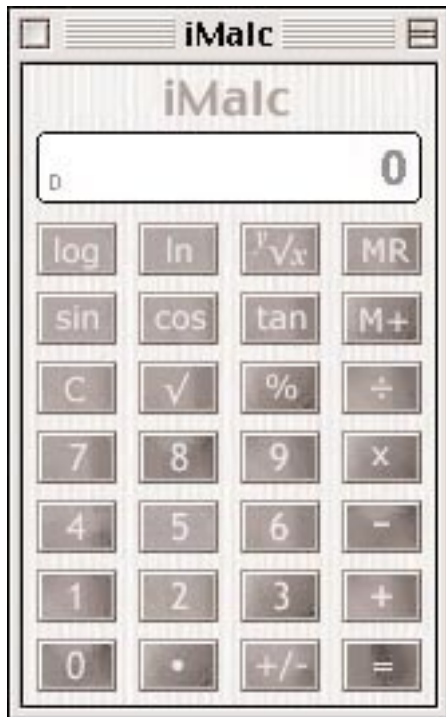 iMalc
iMalc
D 0
log ln y√x MR
sin cos tan M+
C √ % ÷
7 8 9 x
4 5 6 -
1 2 3 +
0 • +/- =